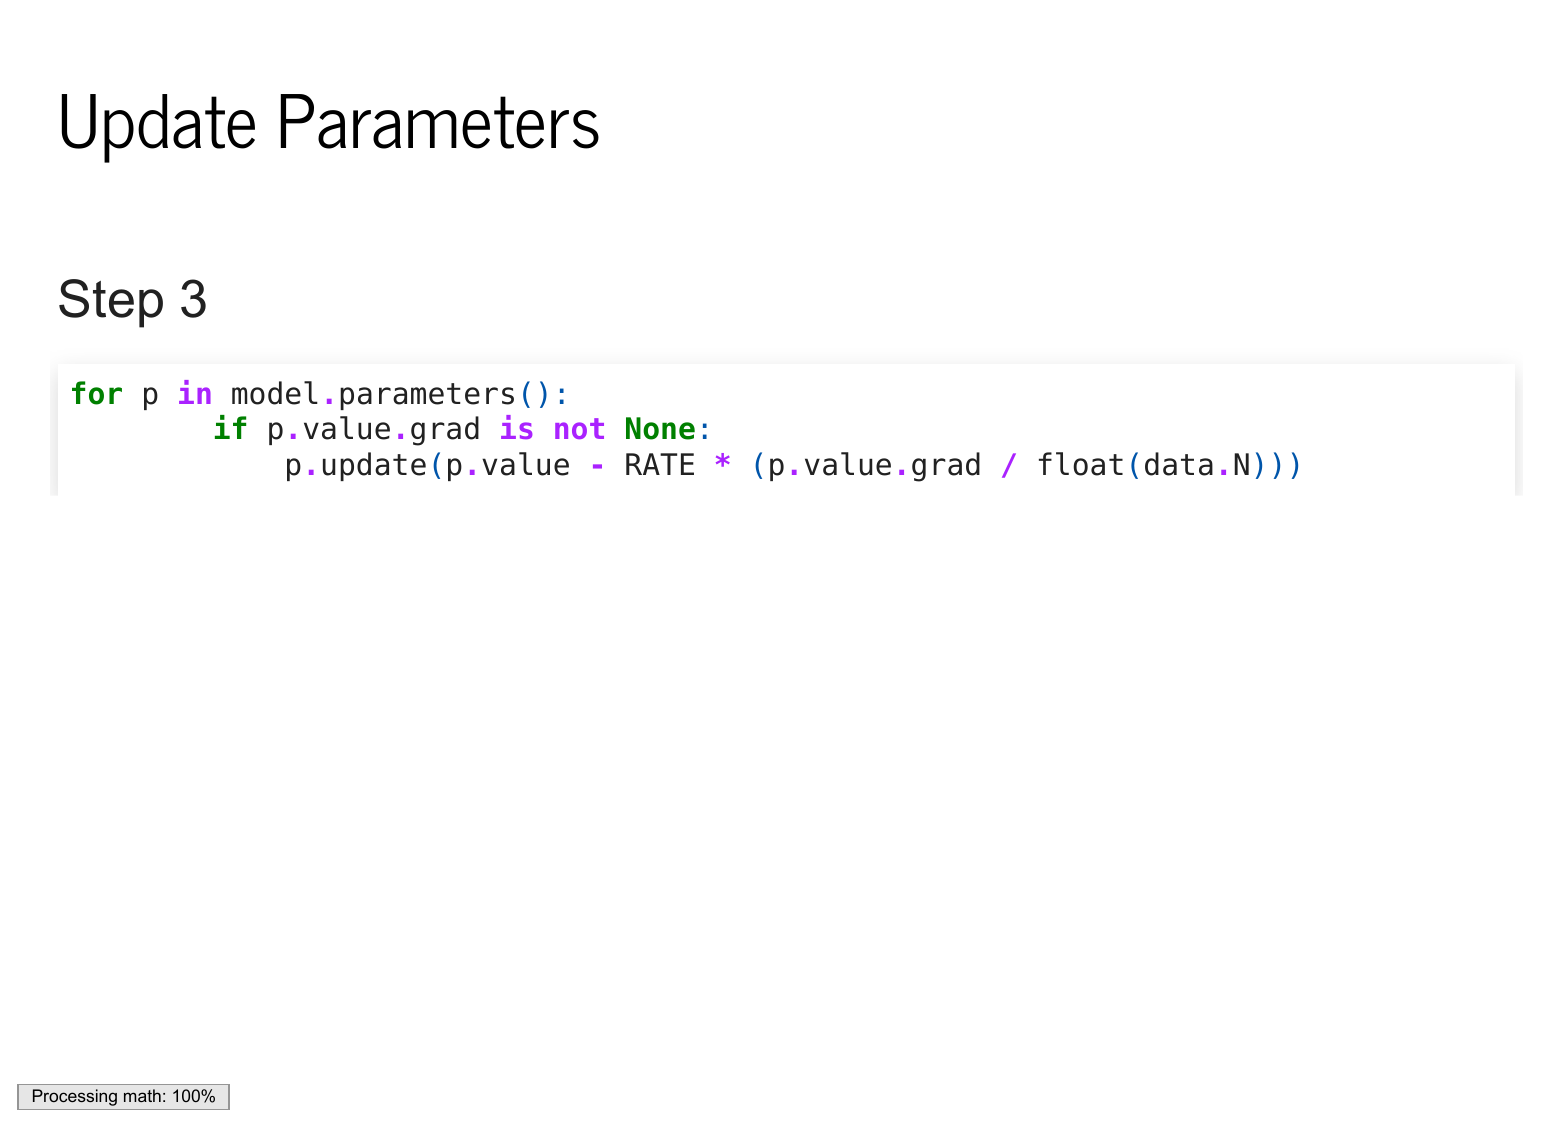 Update Parameters
Step 3
for p in model.parameters():
        if p.value.grad is not None:
            p.update(p.value - RATE * (p.value.grad / float(data.N)))
Processing math: 100%